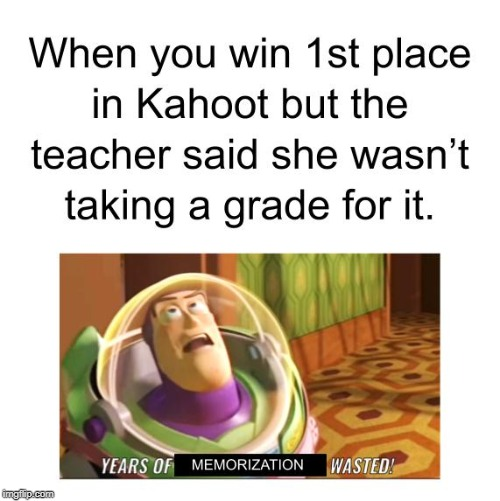 When you win 1st place
in Kahoot but the
teacher said she wasn't
taking a grade for it.
YEARS OF MEMORIZATION WASTED!
imgflip.com